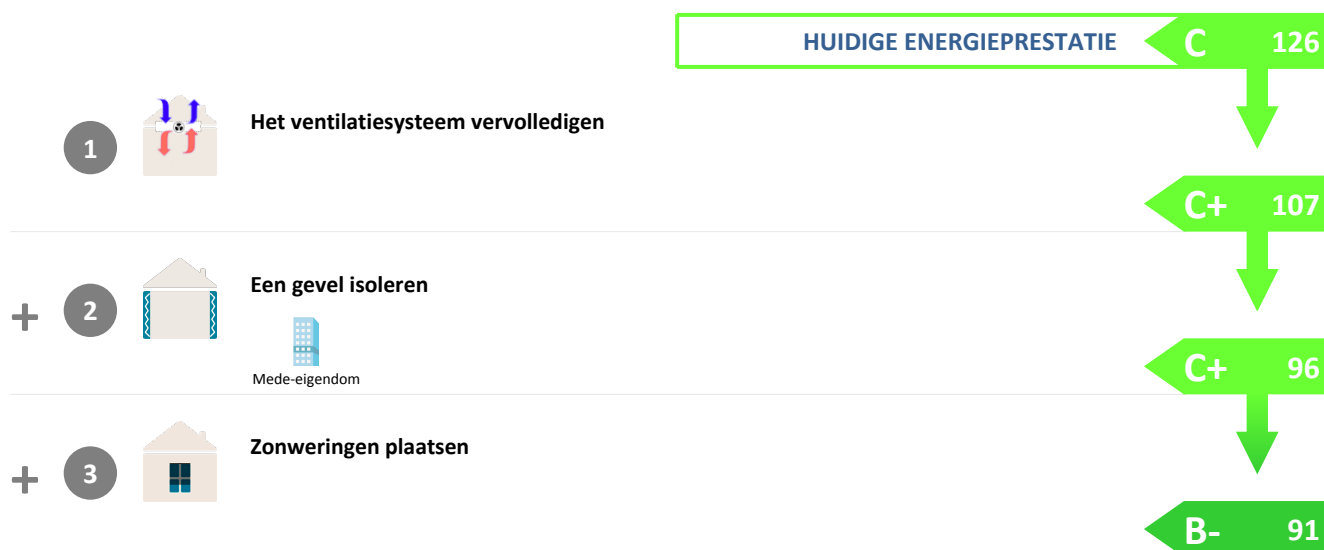 HUIDIGE ENERGIEPRESTATIE C 126
1 Het ventilatiesysteem vervolledigen
C+ 107
+ 2 Een gevel isoleren
Mede-eigendom
C+ 96
+ 3 Zonweringen plaatsen
B- 91